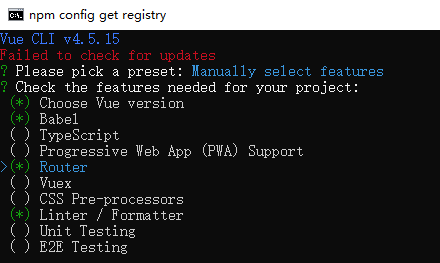 npm config get registry
Vue CLI v4.5.15
Failed to check for updates
? Please pick a preset: Manually select features
? Check the features needed for your project:
(*) Choose Vue version
(*) Babel
( ) TypeScript
( ) Progressive Web App (PWA) Support
>(*) Router
( ) Vuex
( ) CSS Pre-processors
(*) Linter / Formatter
( ) Unit Testing
( ) E2E Testing